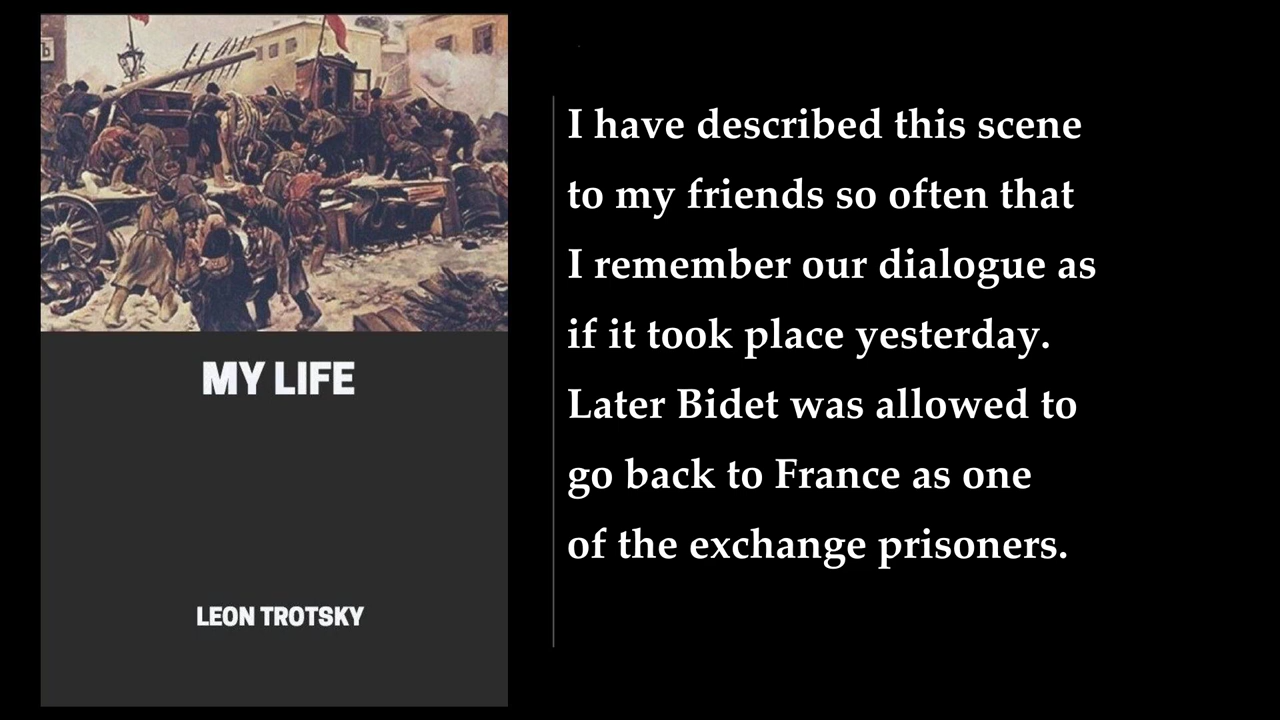 MY LIFE
LEON TROTSKY
I have described this scene
to my friends so often that
I remember our dialogue as
if it took place yesterday.
Later Bidet was allowed to
go back to France as one
of the exchange prisoners.